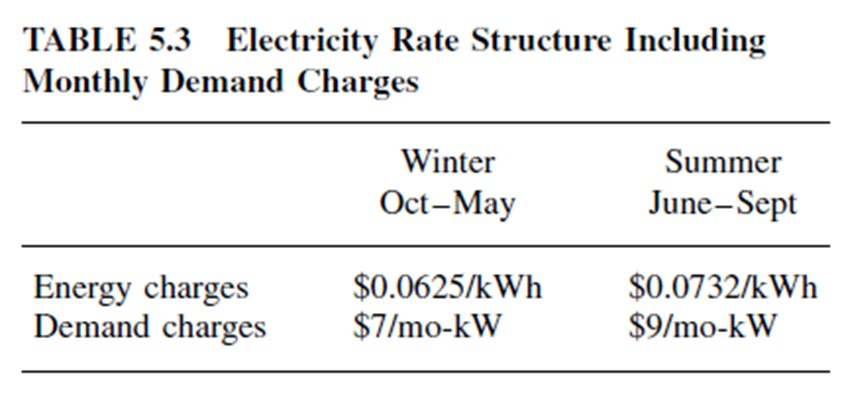 TABLE 5.3 Electricity Rate Structure Including
Monthly Demand Charges
Winter Summer
Oct–May June–Sept
Energy charges $0.0625/kWh $0.0732/kWh
Demand charges $7/mo-kW $9/mo-kW